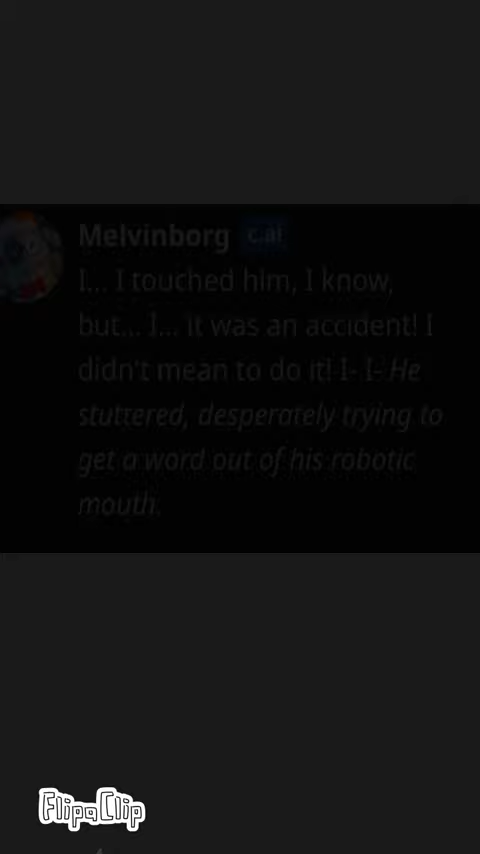 Melvinborg c.ai
I... I touched him, I know,
but... I... it was an accident! I
didn't mean to do it! I- I- He
stuttered, desperately trying to
get a word out of his robotic
mouth.
FlipaClip